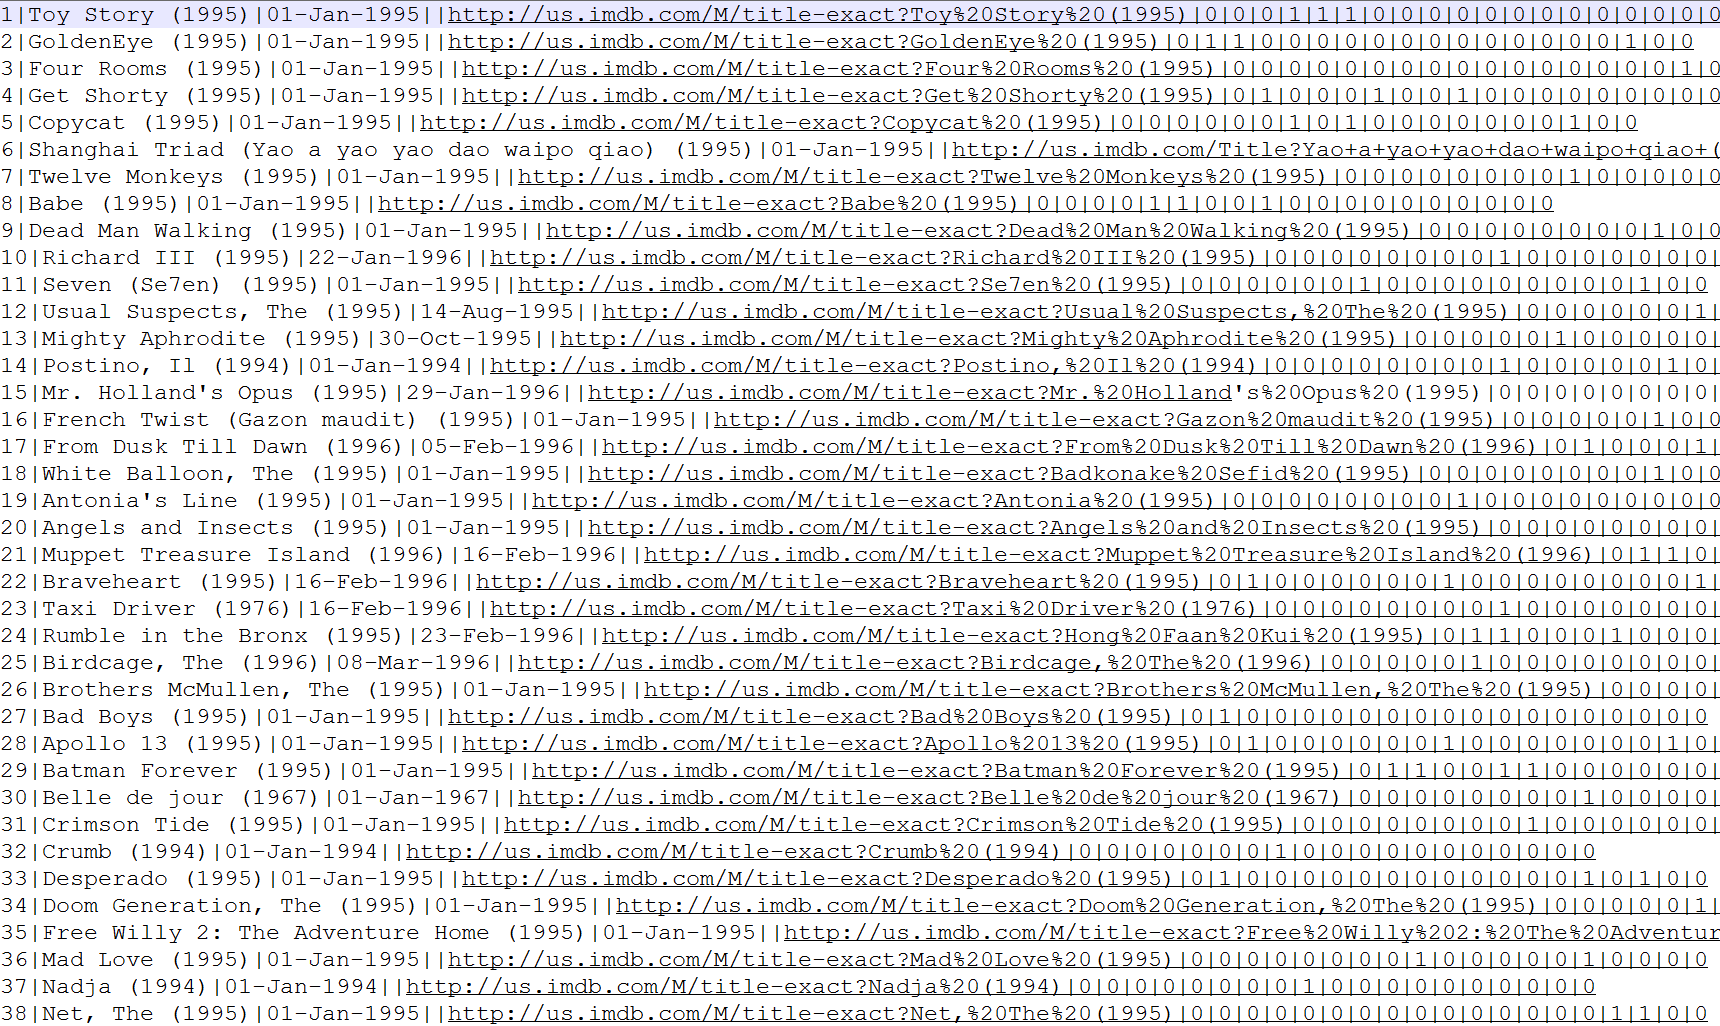 1|Toy Story (1995)|01-Jan-1995||http://us.imdb.com/M/title-exact?Toy%20Story%20(1995)|0|0|0|1|1|1|0|0|0|0|0|0|0|0|0|0|0|0|0
2|GoldenEye (1995)|01-Jan-1995||http://us.imdb.com/M/title-exact?GoldenEye%20(1995)|0|1|1|0|0|0|0|0|0|0|0|0|0|0|0|0|1|0|0
3|Four Rooms (1995)|01-Jan-1995||http://us.imdb.com/M/title-exact?Four%20Rooms%20(1995)|0|0|0|0|0|0|0|0|0|0|0|0|0|0|0|0|1|0
4|Get Shorty (1995)|01-Jan-1995||http://us.imdb.com/M/title-exact?Get%20Shorty%20(1995)|0|1|0|0|0|1|0|0|1|0|0|0|0|0|0|0|0|0
5|Copycat (1995)|01-Jan-1995||http://us.imdb.com/M/title-exact?Copycat%20(1995)|0|0|0|0|0|0|1|0|1|0|0|0|0|0|0|0|1|0|0
6|Shanghai Triad (Yao a yao yao dao waipo qiao) (1995)|01-Jan-1995||http://us.imdb.com/Title?Yao+a+yao+yao+dao+waipo+qiao+(
7|Twelve Monkeys (1995)|01-Jan-1995||http://us.imdb.com/M/title-exact?Twelve%20Monkeys%20(1995)|0|0|0|0|0|0|0|0|1|0|0|0|0|0
8|Babe (1995)|01-Jan-1995||http://us.imdb.com/M/title-exact?Babe%20(1995)|0|0|0|0|1|1|0|0|1|0|0|0|0|0|0|0|0|0|0
9|Dead Man Walking (1995)|01-Jan-1995||http://us.imdb.com/M/title-exact?Dead%20Man%20Walking%20(1995)|0|0|0|0|0|0|0|0|1|0|0
10|Richard III (1995)|22-Jan-1996||http://us.imdb.com/M/title-exact?Richard%20III%20(1995)|0|0|0|0|0|0|0|0|1|0|0|0|0|0|0|0|
11|Seven (Se7en) (1995)|01-Jan-1995||http://us.imdb.com/M/title-exact?Se7en%20(1995)|0|0|0|0|0|0|1|0|0|0|0|0|0|0|0|0|1|0|0
12|Usual Suspects, The (1995)|14-Aug-1995||http://us.imdb.com/M/title-exact?Usual%20Suspects,%20The%20(1995)|0|0|0|0|0|0|1|
13|Mighty Aphrodite (1995)|30-Oct-1995||http://us.imdb.com/M/title-exact?Mighty%20Aphrodite%20(1995)|0|0|0|0|0|1|0|0|0|0|0|
14|Postino, Il (1994)|01-Jan-1994||http://us.imdb.com/M/title-exact?Postino,%20Il%20(1994)|0|0|0|0|0|0|0|0|1|0|0|0|0|0|1|0|
15|Mr. Holland's Opus (1995)|29-Jan-1996||http://us.imdb.com/M/title-exact?Mr.%20Holland's%20Opus%20(1995)|0|0|0|0|0|0|0|0|
16|French Twist (Gazon maudit) (1995)|01-Jan-1995||http://us.imdb.com/M/title-exact?Gazon%20maudit%20(1995)|0|0|0|0|0|1|0|0
17|From Dusk Till Dawn (1996)|05-Feb-1996||http://us.imdb.com/M/title-exact?From%20Dusk%20Till%20Dawn%20(1996)|0|1|0|0|0|1|
18|White Balloon, The (1995)|01-Jan-1995||http://us.imdb.com/M/title-exact?Badkonake%20Sefid%20(1995)|0|0|0|0|0|0|0|0|1|0|0
19|Antonia's Line (1995)|01-Jan-1995||http://us.imdb.com/M/title-exact?Antonia%20(1995)|0|0|0|0|0|0|0|0|1|0|0|0|0|0|0|0|0|0
20|Angels and Insects (1995)|01-Jan-1995||http://us.imdb.com/M/title-exact?Angels%20and%20Insects%20(1995)|0|0|0|0|0|0|0|0|
21|Muppet Treasure Island (1996)|16-Feb-1996||http://us.imdb.com/M/title-exact?Muppet%20Treasure%20Island%20(1996)|0|1|1|0|
22|Braveheart (1995)|16-Feb-1996||http://us.imdb.com/M/title-exact?Braveheart%20(1995)|0|1|0|0|0|0|0|0|1|0|0|0|0|0|0|0|0|1|
23|Taxi Driver (1976)|16-Feb-1996||http://us.imdb.com/M/title-exact?Taxi%20Driver%20(1976)|0|0|0|0|0|0|0|0|1|0|0|0|0|0|0|0|
24|Rumble in the Bronx (1995)|23-Feb-1996||http://us.imdb.com/M/title-exact?Hong%20Faan%20Kui%20(1995)|0|1|1|0|0|0|1|0|0|0|
25|Birdcage, The (1996)|08-Mar-1996||http://us.imdb.com/M/title-exact?Birdcage,%20The%20(1996)|0|0|0|0|0|1|0|0|0|0|0|0|0|0|
26|Brothers McMullen, The (1995)|01-Jan-1995||http://us.imdb.com/M/title-exact?Brothers%20McMullen,%20The%20(1995)|0|0|0|0|
27|Bad Boys (1995)|01-Jan-1995||http://us.imdb.com/M/title-exact?Bad%20Boys%20(1995)|0|1|0|0|0|0|0|0|0|0|0|0|0|0|0|0|0|0|0
28|Apollo 13 (1995)|01-Jan-1995||http://us.imdb.com/M/title-exact?Apollo%2013%20(1995)|0|1|0|0|0|0|0|0|1|0|0|0|0|0|0|0|1|0|
29|Batman Forever (1995)|01-Jan-1995||http://us.imdb.com/M/title-exact?Batman%20Forever%20(1995)|0|1|1|0|0|1|1|0|0|0|0|0|0|
30|Belle de jour (1967)|01-Jan-1967||http://us.imdb.com/M/title-exact?Belle%20de%20jour%20(1967)|0|0|0|0|0|0|0|0|1|0|0|0|0|
31|Crimson Tide (1995)|01-Jan-1995||http://us.imdb.com/M/title-exact?Crimson%20Tide%20(1995)|0|0|0|0|0|0|0|0|1|0|0|0|0|0|0|
32|Crumb (1994)|01-Jan-1994||http://us.imdb.com/M/title-exact?Crumb%20(1994)|0|0|0|0|0|0|0|1|0|0|0|0|0|0|0|0|0|0|0
33|Desperado (1995)|01-Jan-1995||http://us.imdb.com/M/title-exact?Desperado%20(1995)|0|1|0|0|0|0|0|0|0|0|0|0|0|0|1|0|1|0|0
34|Doom Generation, The (1995)|01-Jan-1995||http://us.imdb.com/M/title-exact?Doom%20Generation,%20The%20(1995)|0|0|0|0|0|1|
35|Free Willy 2: The Adventure Home (1995)|01-Jan-1995||http://us.imdb.com/M/title-exact?Free%20Willy%202:%20The%20Adventur
36|Mad Love (1995)|01-Jan-1995||http://us.imdb.com/M/title-exact?Mad%20Love%20(1995)|0|0|0|0|0|0|0|0|1|0|0|0|0|0|1|0|0|0|0
37|Nadja (1994)|01-Jan-1994||http://us.imdb.com/M/title-exact?Nadja%20(1994)|0|0|0|0|0|0|0|0|1|0|0|0|0|0|0|0|0|0|0
38|Net, The (1995)|01-Jan-1995||http://us.imdb.com/M/title-exact?Net,%20The%20(1995)|0|0|0|0|0|0|0|0|0|0|0|0|0|0|0|1|1|0|0